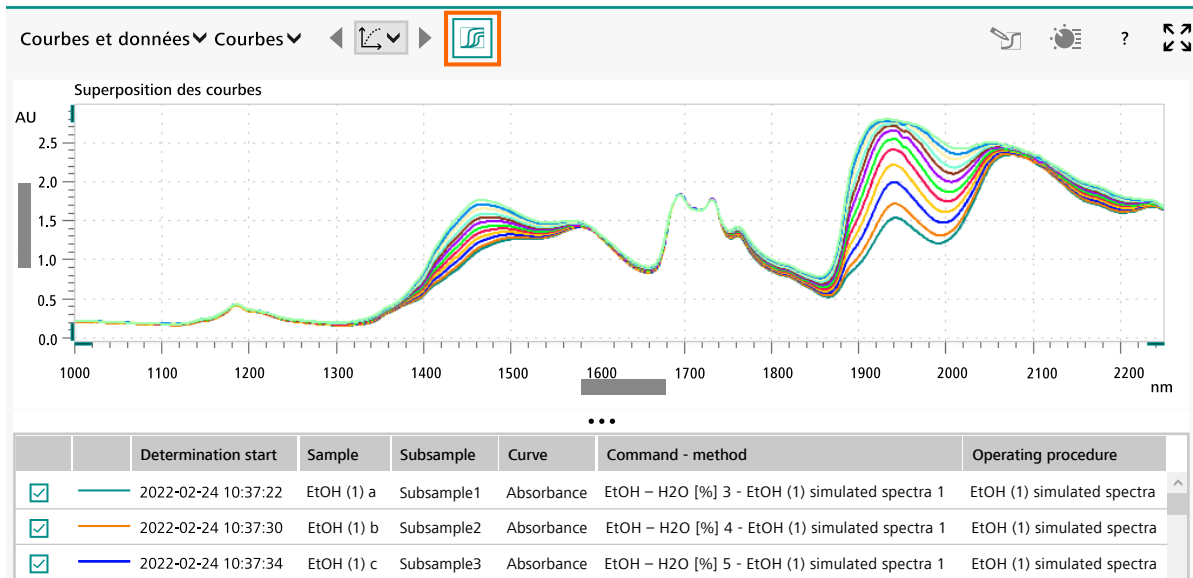 Courbes et données Courbes ?
Superposition des courbes
AU
2.5
2.0
1.5
1.0
0.5
0.0
1000 1100 1200 1300 1400 1500 1600 1700 1800 1900 2000 2100 2200
nm
•••
Determination start Sample Subsample Curve Command - method Operating procedure
2022-02-24 10:37:22 EtOH (1) a Subsample1 Absorbance EtOH – H2O [%] 3 - EtOH (1) simulated spectra 1 EtOH (1) simulated spectra
2022-02-24 10:37:30 EtOH (1) b Subsample2 Absorbance EtOH – H2O [%] 4 - EtOH (1) simulated spectra 1 EtOH (1) simulated spectra
2022-02-24 10:37:34 EtOH (1) c Subsample3 Absorbance EtOH – H2O [%] 5 - EtOH (1) simulated spectra 1 EtOH (1) simulated spectra